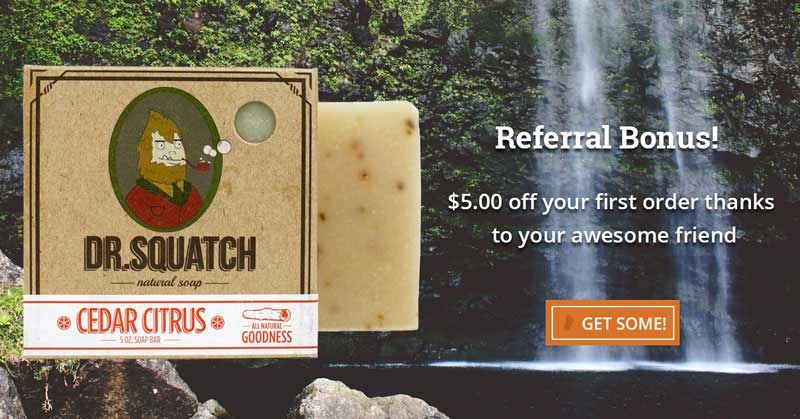 DR.SQUATCH
natural soap
CEDAR CITRUS
5 OZ. SOAP BAR
ALL NATURAL
GOODNESS
Referral Bonus!
$5.00 off your first order thanks
to your awesome friend
GET SOME!